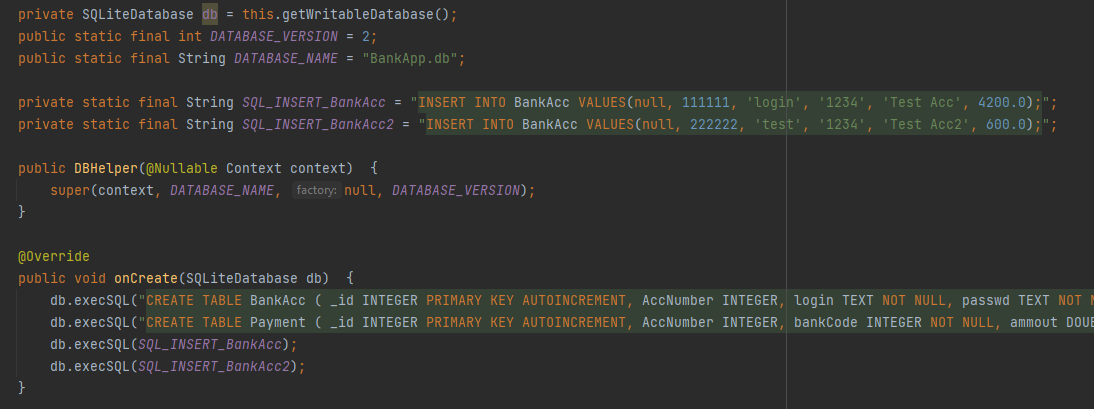 private SQLiteDatabase db = this.getWritableDatabase();
public static final int DATABASE_VERSION = 2;
public static final String DATABASE_NAME = "BankApp.db";
private static final String SQL_INSERT_BankAcc = "INSERT INTO BankAcc VALUES(null, 111111, 'login', '1234', 'Test Acc', 4200.0);";
private static final String SQL_INSERT_BankAcc2 = "INSERT INTO BankAcc VALUES(null, 222222, 'test', '1234', 'Test Acc2', 600.0);";
public DBHelper(@Nullable Context context)  {
super(context, DATABASE_NAME, factory: null, DATABASE_VERSION);
}
@Override
public void onCreate(SQLiteDatabase db)  {
db.execSQL("CREATE TABLE BankAcc ( _id INTEGER PRIMARY KEY AUTOINCREMENT, AccNumber INTEGER, login TEXT NOT NULL, passwd TEXT NOT N
db.execSQL("CREATE TABLE Payment ( _id INTEGER PRIMARY KEY AUTOINCREMENT, AccNumber INTEGER, bankCode INTEGER NOT NULL, ammout DOUB
db.execSQL(SQL_INSERT_BankAcc);
db.execSQL(SQL_INSERT_BankAcc2);
}